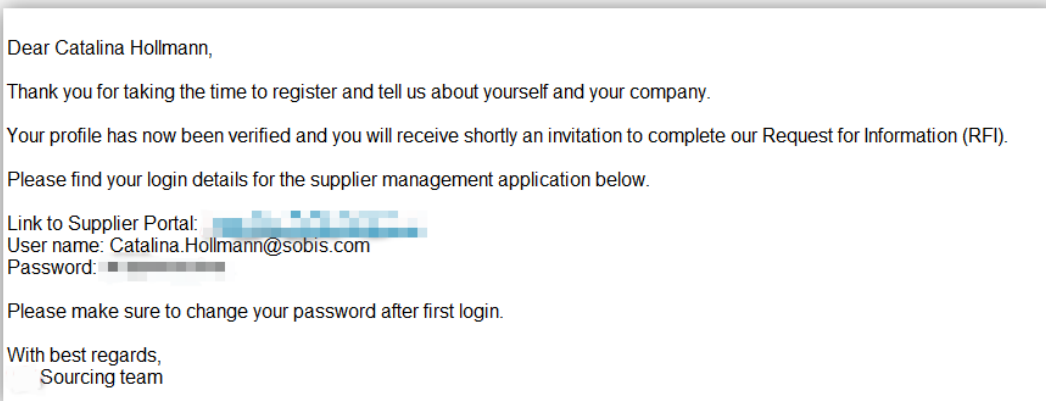 Dear Catalina Hollmann,
Thank you for taking the time to register and tell us about yourself and your company.
Your profile has now been verified and you will receive shortly an invitation to complete our Request for Information (RFI).
Please find your login details for the supplier management application below.
Link to Supplier Portal:
User name: Catalina.Hollmann@sobis.com
Password:
Please make sure to change your password after first login.
With best regards,
Sourcing team